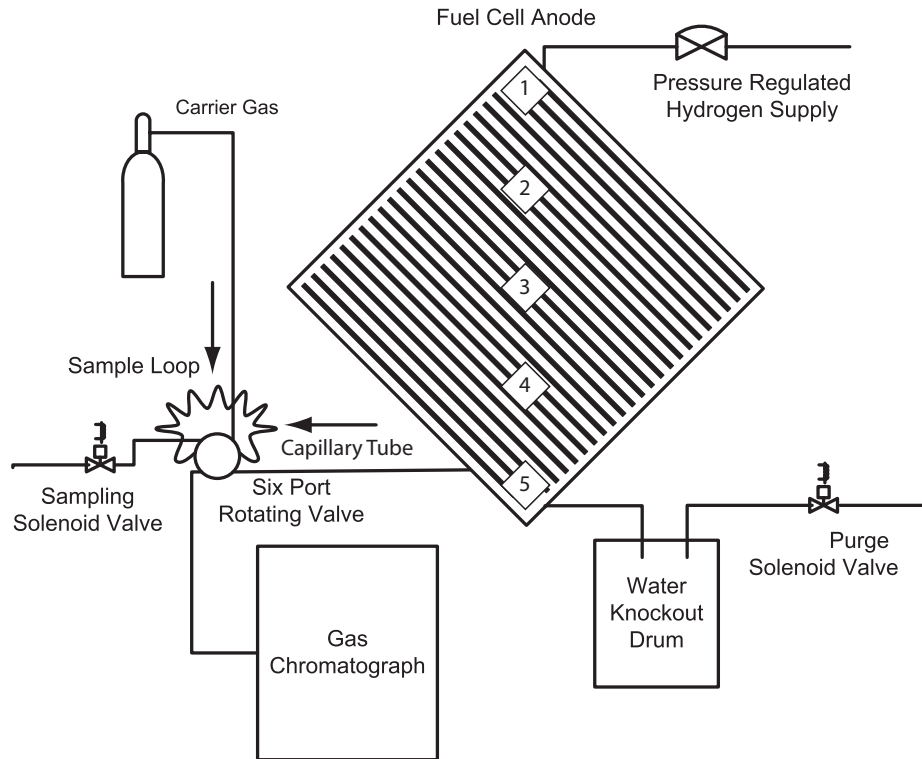 Fuel Cell Anode
Pressure Regulated
Hydrogen Supply
Carrier Gas
1
2
3
4
5
Sample Loop
Capillary Tube
Six Port
Rotating Valve
Sampling
Solenoid Valve
Purge
Solenoid Valve
Water
Knockout
Drum
Gas
Chromatograph